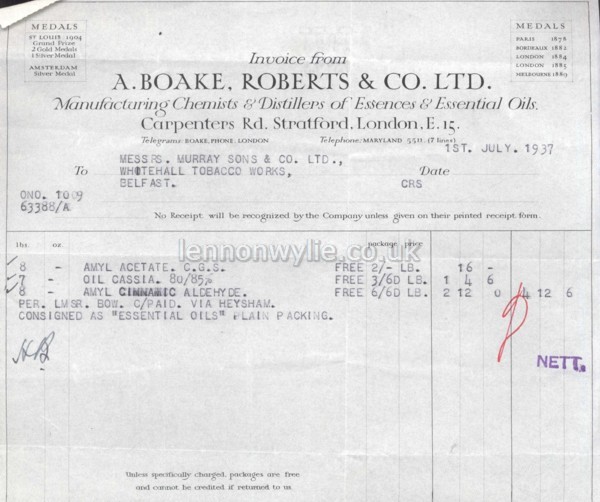 MEDALS
ST LOUIS 1904
Grand Prize
2 Gold Medals
1 Silver Medal
AMSTERDAM
Silver Medal
MEDALS
PARIS 1878
BORDEAUX 1882
LONDON 1884
LONDON 1885
MELBOURNE 1889
Invoice from
A. BOAKE, ROBERTS & CO. LTD.
Manufacturing Chemists & Distillers of Essences & Essential Oils.
Carpenters Rd. Stratford, London, E. 15.
Telegrams: BOAKE, PHONE: LONDON Telephone: MARYLAND 5511. (7 lines)
1ST. JULY. 1937
MESSRS. MURRAY SONS & CO. LTD.,
To WHITEHALL TOBACCO WORKS, Date
BELFAST. CRS
ONO. 1009
63388/A
No Receipt will be recognized by the Company unless given on their printed receipt form
lbs. oz. package price
lennonwylie.co.uk
8 - AMYL ACETATE. C.G.S. FREE 2/- LB. 16 -
7 - OIL CASSIA. 80/85% FREE 3/6D LB. 1 4 6
8 - AMYL CINNAMIC ALDEHYDE. FREE 6/6D LB. 2 12 0 4 12 6
PER. LMSR. BOW. C/PAID. VIA HEYSHAM.
CONSIGNED AS "ESSENTIAL OILS" PLAIN PACKING.
NETT.
Unless specifically charged, packages are free
and cannot be credited if returned to us.